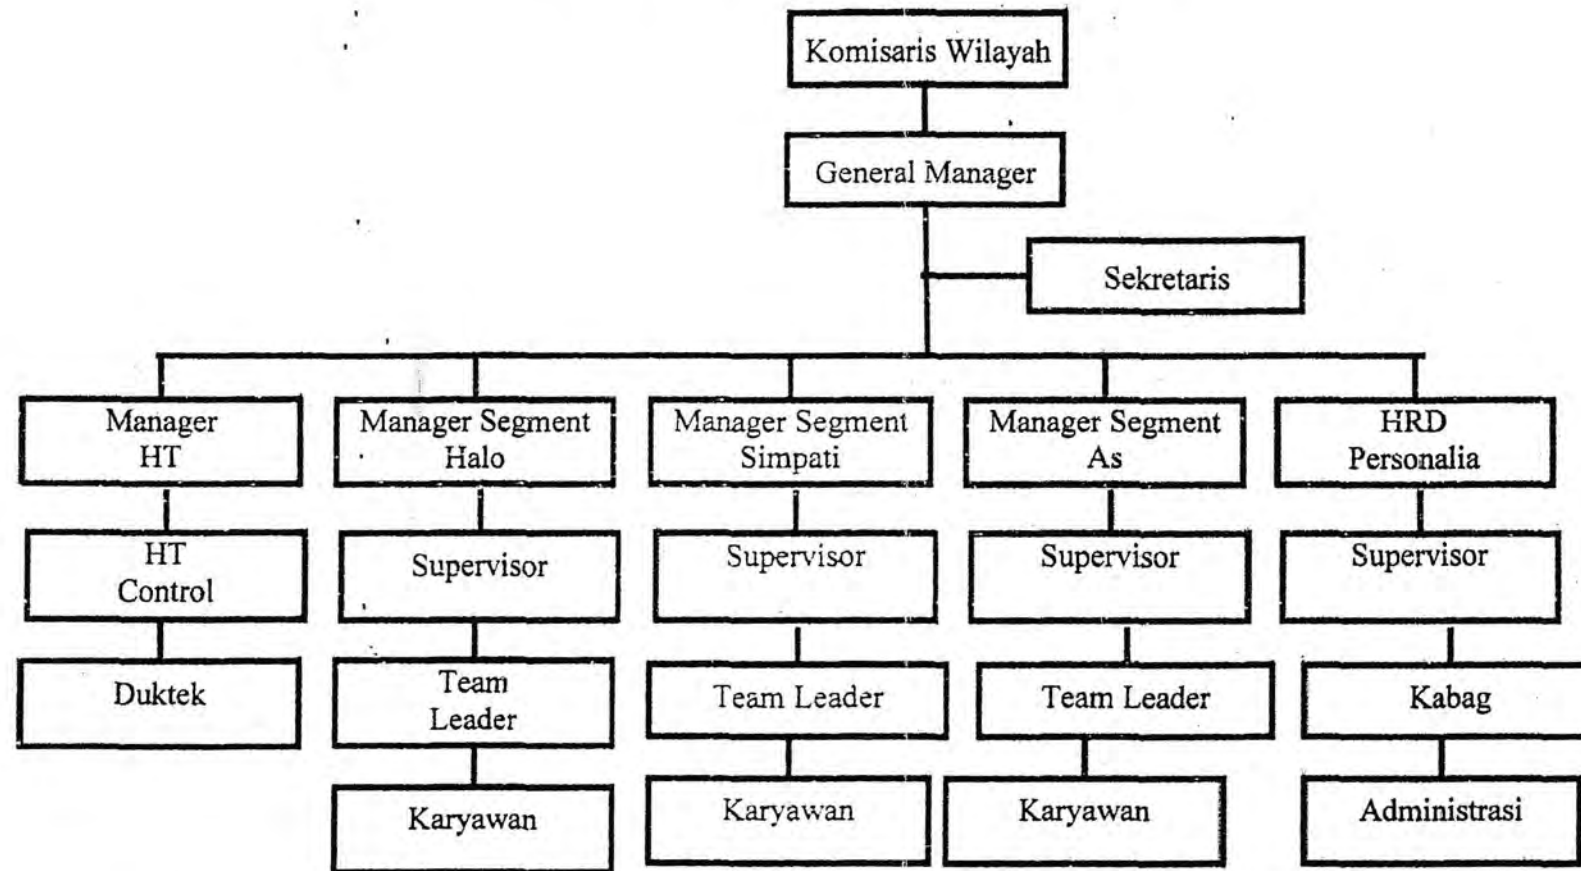 Komisaris Wilayah
General Manager
Sekretaris
Manager
HT
Manager Segment
Halo
Manager Segment
Simpati
Manager Segment
As
HRD
Personalia
HT
Control
Supervisor
Supervisor
Supervisor
Supervisor
Duktek
Team
Leader
Team Leader
Team Leader
Kabag
Karyawan
Karyawan
Karyawan
Administrasi